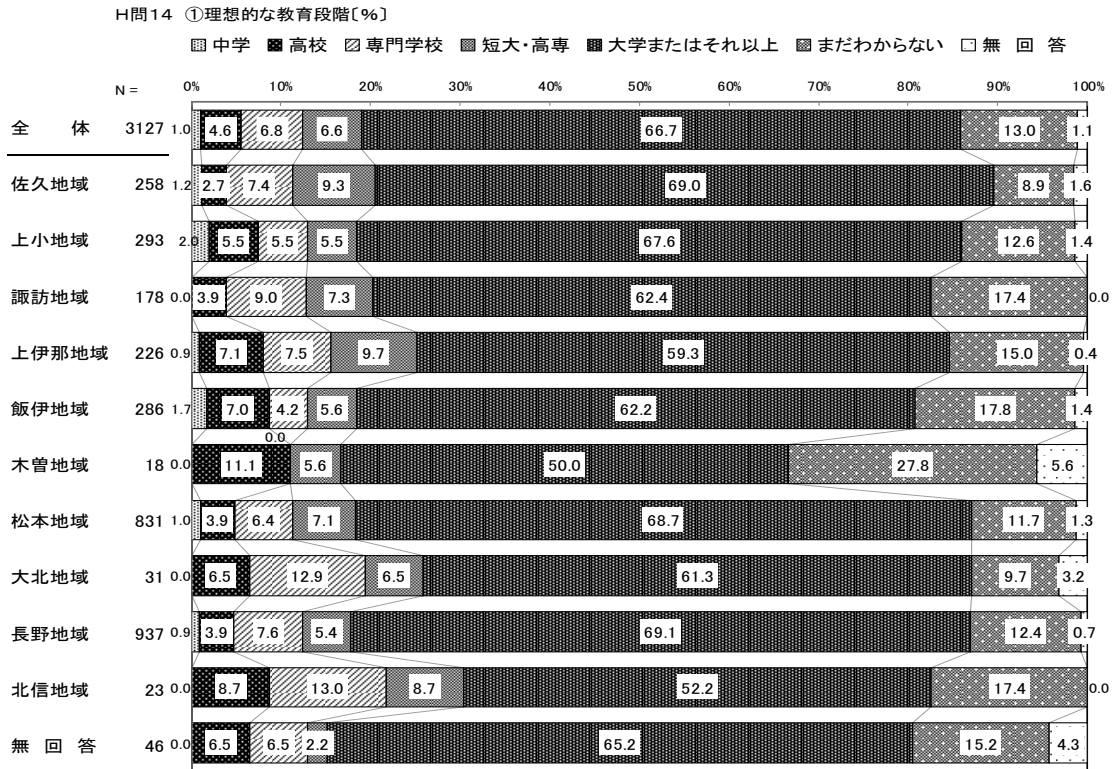 H問14 ①理想的な教育段階〔%〕
中学 高校 専門学校 短大・高専 大学またはそれ以上 まだわからない 無 回 答
N = 0% 10% 20% 30% 40% 50% 60% 70% 80% 90% 100%
全 体 3127 1.0 4.6 6.8 6.6 66.7 13.0 1.1
佐久地域 258 1.2 2.7 7.4 9.3 69.0 8.9 1.6
上小地域 293 2.0 5.5 5.5 5.5 67.6 12.6 1.4
諏訪地域 178 0.0 3.9 9.0 7.3 62.4 17.4 0.0
上伊那地域 226 0.9 7.1 7.5 9.7 59.3 15.0 0.4
飯伊地域 286 1.7 7.0 4.2 5.6 62.2 17.8 1.4
0.0
木曽地域 18 0.0 11.1 5.6 50.0 27.8 5.6
松本地域 831 1.0 3.9 6.4 7.1 68.7 11.7 1.3
大北地域 31 0.0 6.5 12.9 6.5 61.3 9.7 3.2
長野地域 937 0.9 3.9 7.6 5.4 69.1 12.4 0.7
北信地域 23 0.0 8.7 13.0 8.7 52.2 17.4 0.0
無 回 答 46 0.0 6.5 6.5 2.2 65.2 15.2 4.3